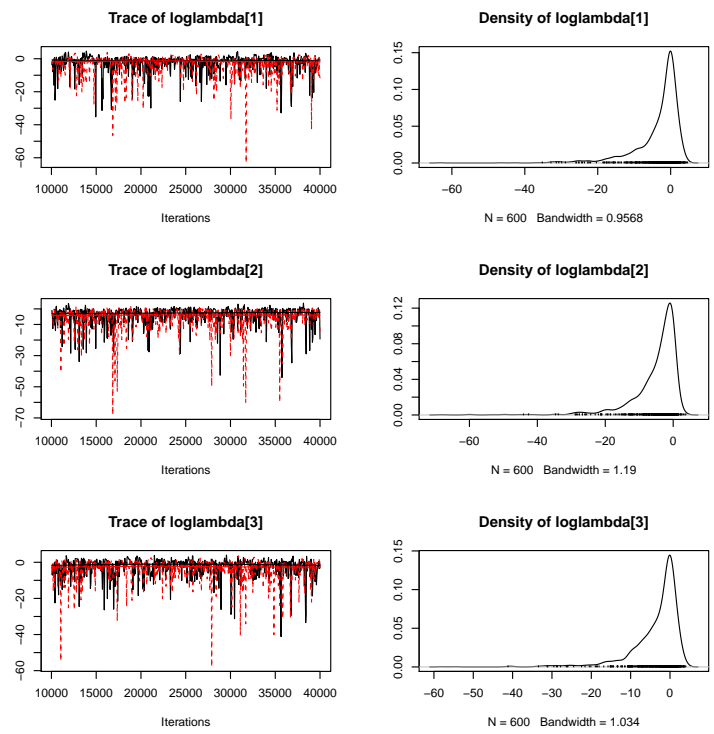 Trace of loglambda[1]
0
−20
−40
−60
10000 15000 20000 25000 30000 35000 40000
Iterations
Density of loglambda[1]
0.15
0.10
0.05
0.00
−60 −40 −20 0
N = 600 Bandwidth = 0.9568
Trace of loglambda[2]
−10
−30
−50
−70
10000 15000 20000 25000 30000 35000 40000
Iterations
Density of loglambda[2]
0.12
0.08
0.04
0.00
−60 −40 −20 0
N = 600 Bandwidth = 1.19
Trace of loglambda[3]
0
−20
−40
−60
10000 15000 20000 25000 30000 35000 40000
Iterations
Density of loglambda[3]
0.15
0.10
0.05
0.00
−60 −50 −40 −30 −20 −10 0
N = 600 Bandwidth = 1.034